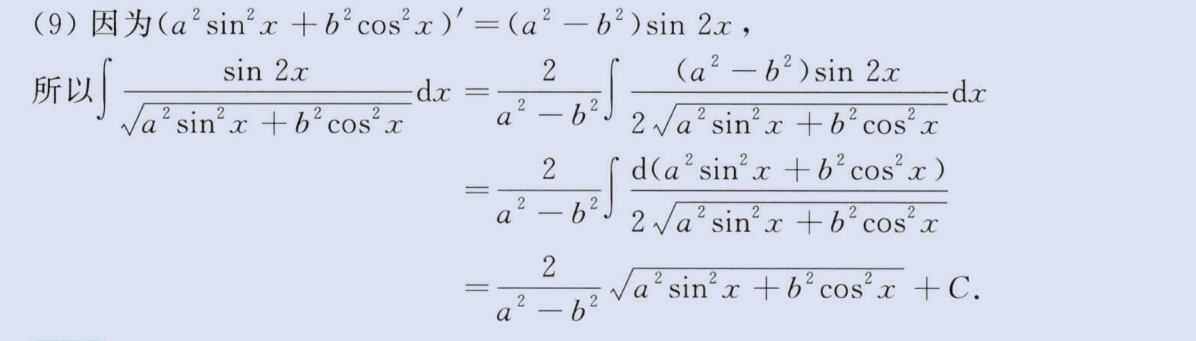 (9) 因为(a²sin²x + b²cos²x)′ = (a² − b²)sin 2x,
所以∫ sin 2x / √(a²sin²x + b²cos²x) dx = 2/(a² − b²) ∫ (a² − b²)sin 2x / 2√(a²sin²x + b²cos²x) dx
= 2/(a² − b²) ∫ d(a²sin²x + b²cos²x) / 2√(a²sin²x + b²cos²x)
= 2/(a² − b²) √(a²sin²x + b²cos²x) + C.